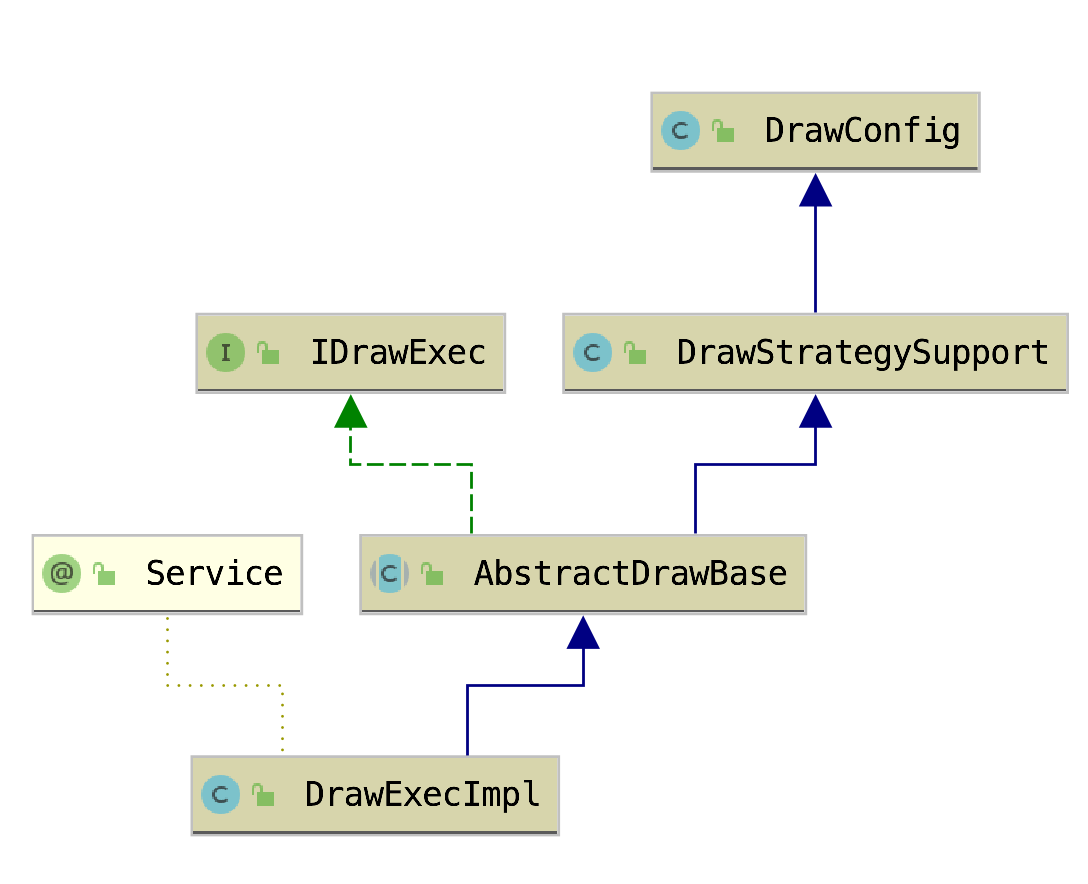 C DrawConfig
I IDrawExec
C DrawStrategySupport
@ Service
C AbstractDrawBase
C DrawExecImpl